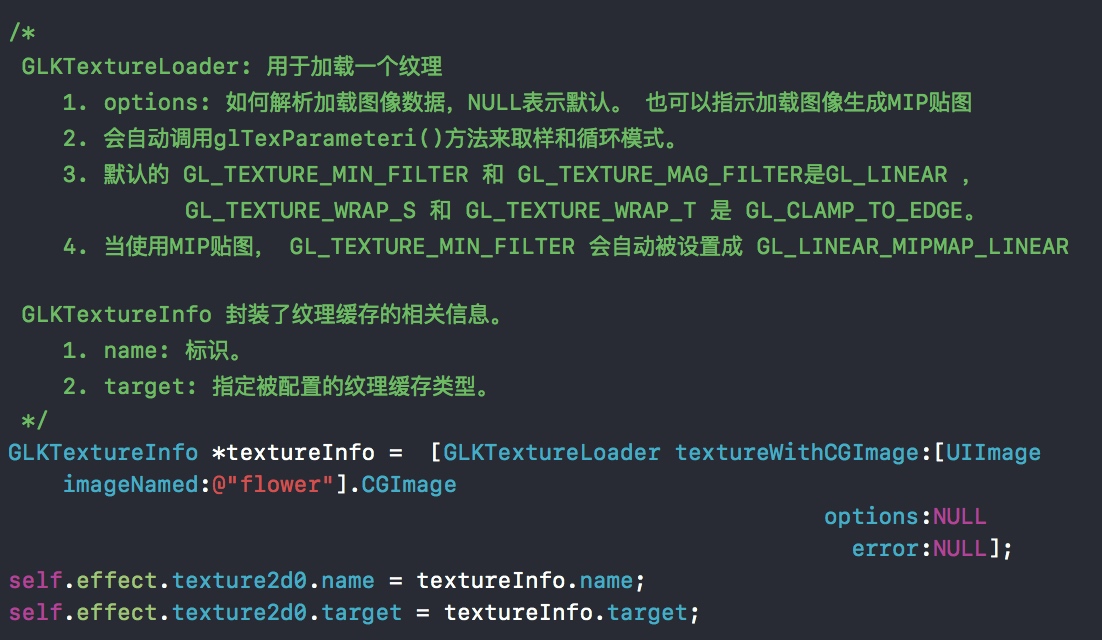 /*
GLKTextureLoader: 用于加载一个纹理
1. options: 如何解析加载图像数据，NULL表示默认。 也可以指示加载图像生成MIP贴图
2. 会自动调用glTexParameteri()方法来取样和循环模式。
3. 默认的 GL_TEXTURE_MIN_FILTER 和 GL_TEXTURE_MAG_FILTER是GL_LINEAR ，
GL_TEXTURE_WRAP_S 和 GL_TEXTURE_WRAP_T 是 GL_CLAMP_TO_EDGE。
4. 当使用MIP贴图， GL_TEXTURE_MIN_FILTER 会自动被设置成 GL_LINEAR_MIPMAP_LINEAR
GLKTextureInfo 封装了纹理缓存的相关信息。
1. name: 标识。
2. target: 指定被配置的纹理缓存类型。
*/
GLKTextureInfo *textureInfo =  [GLKTextureLoader textureWithCGImage:[UIImage
imageNamed:@"flower"].CGImage
options:NULL
error:NULL];
self.effect.texture2d0.name = textureInfo.name;
self.effect.texture2d0.target = textureInfo.target;